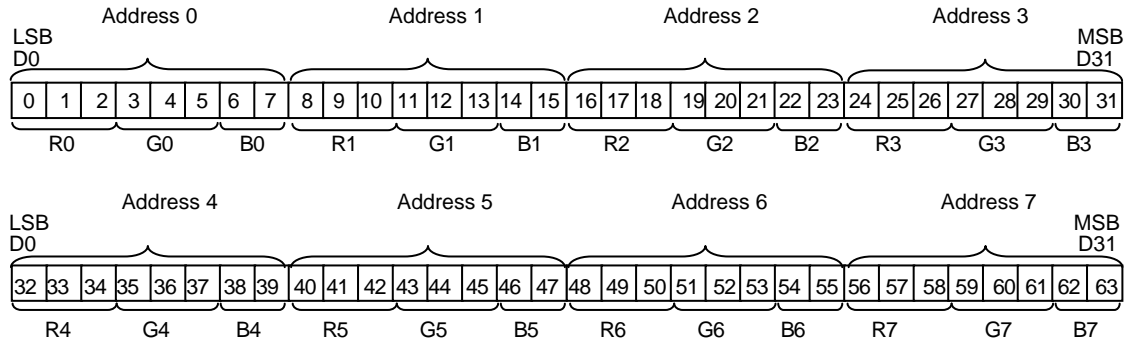 Address 0 Address 1 Address 2 Address 3
LSB MSB
D0 D31
0 1 2 3 4 5 6 7 8 9 10 11 12 13 14 15 16 17 18 19 20 21 22 23 24 25 26 27 28 29 30 31
R0 G0 B0 R1 G1 B1 R2 G2 B2 R3 G3 B3
Address 4 Address 5 Address 6 Address 7
LSB MSB
D0 D31
32 33 34 35 36 37 38 39 40 41 42 43 44 45 46 47 48 49 50 51 52 53 54 55 56 57 58 59 60 61 62 63
R4 G4 B4 R5 G5 B5 R6 G6 B6 R7 G7 B7